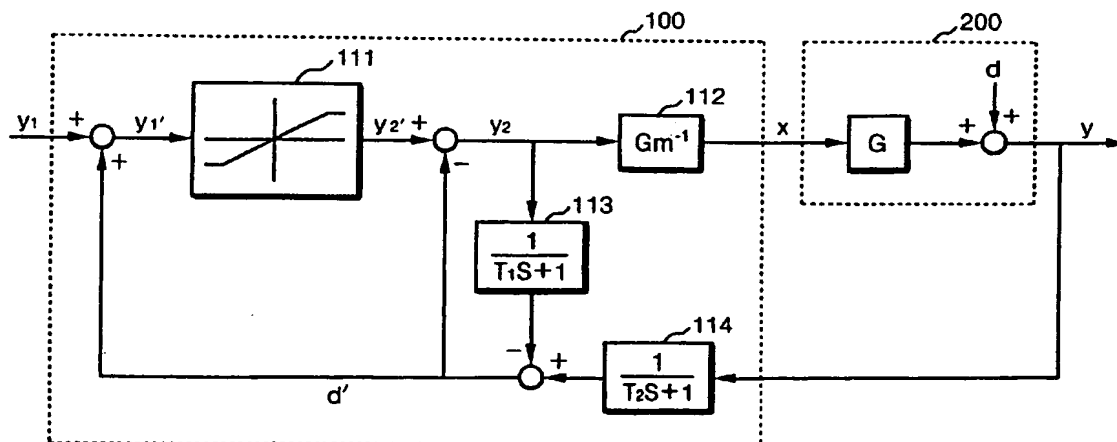 100
200
111
d
112
y₁ + y₁′ y₂′ + y₂ Gm⁻¹ x G + + y
+ −
113
1
T₁S+1
114
− + 1
T₂S+1
d′